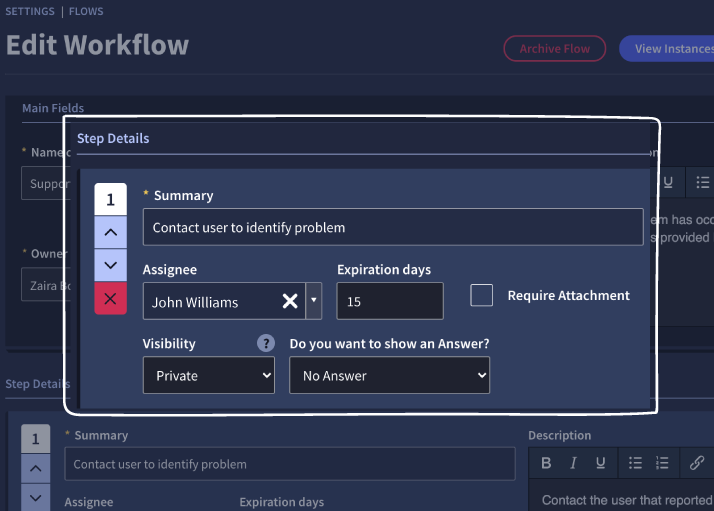 SETTINGS | FLOWS
Edit Workflow
Archive Flow
View Instances
Main Fields
Step Details
* Name
Suppor
U
em has occ
s provided
1
* Summary
Contact user to identify problem
* Owner
Zaira Bo
Assignee
Expiration days
John Williams
15
Require Attachment
Visibility
?
Do you want to show an Answer?
Private
No Answer
Step Details
1
* Summary
Description
Contact user to identify problem
B I U
Assignee
Expiration days
Contact the user that reported